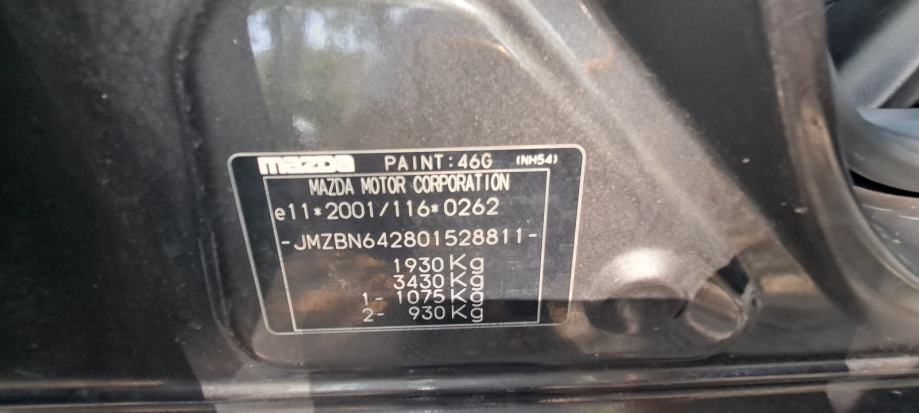 mazda PAINT:46G (NH54)
MAZDA MOTOR CORPORATION
e11*2001/116*0262
-JMZBN642801528811-
1930Kg
3430Kg
1- 1075Kg
2- 930Kg